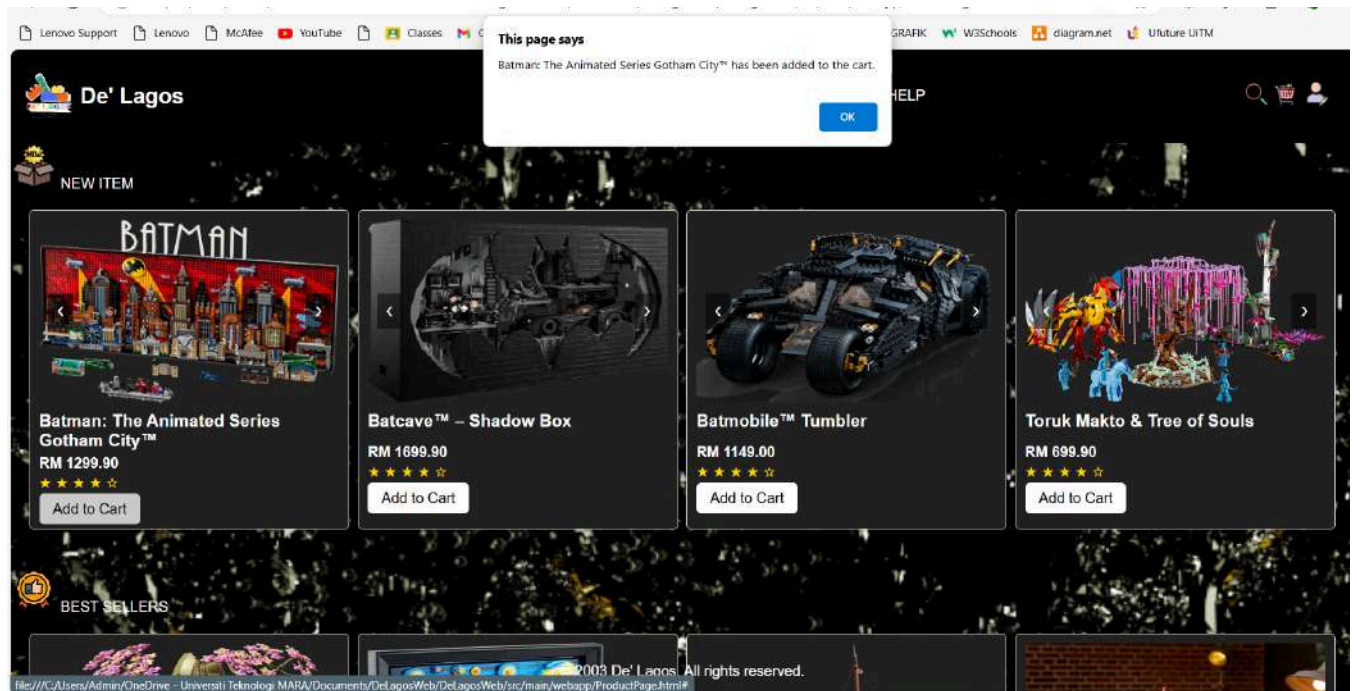 Lenovo Support Lenovo McAfee YouTube Classes GRAFIK W3Schools diagram.net Ufuture UiTM
This page says
Batman: The Animated Series Gotham City™ has been added to the cart.
OK
De' Lagos
HELP
NEW ITEM
BATMAN
Batman: The Animated Series
Gotham City™
RM 1299.90
Add to Cart
Batcave™ – Shadow Box
RM 1699.90
Add to Cart
Batmobile™ Tumbler
RM 1149.00
Add to Cart
Toruk Makto & Tree of Souls
RM 699.90
Add to Cart
BEST SELLERS
2003 De' Lagos. All rights reserved.
file:///C:/Users/Admin/OneDrive – Universiti Teknologi MARA/Documents/DeLagosWeb/DeLagosWeb/src/main/webapp/ProductPage.html#